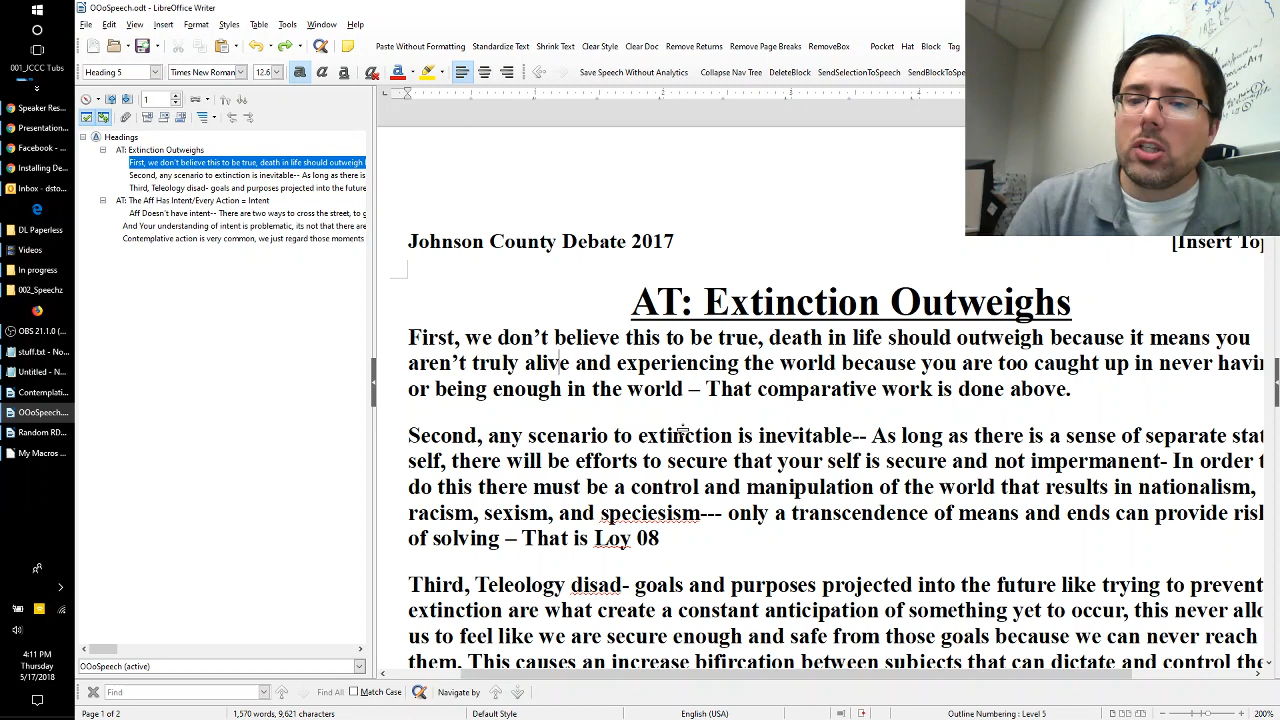 OOoSpeech.odt - LibreOffice Writer
File Edit View Insert Format Styles Table Tools Window Help
Paste Without Formatting Standardize Text Shrink Text Clear Style Clear Doc Remove Returns Remove Page Breaks RemoveBox Pocket Hat Block Tag
Heading 5 Times New Roman 12.6 Save Speech Without Analytics Collapse Nav Tree SendSelectionToSpeech
001_JCCC Tubs
Speaker Res...
Presentation...
Facebook - ...
Installing De...
Inbox - dsto...
DL Paperless
Videos
In progress
002_Speechz
OBS 21.1.0 (...
stuff.txt - No...
Untitled - N...
Contemplati...
OOoSpeech....
Random RD...
My Macros ...
4:11 PM
Thursday
5/17/2018
1
Headings
AT: Extinction Outweighs
First, we don't believe this to be true, death in life should outweigh
Second, any scenario to extinction is inevitable-- As long as there is
Third, Teleology disad- goals and purposes projected into the future
AT: The Aff Has Intent/Every Action = Intent
Aff Doesn't have intent-- There are two ways to cross the street, to g
And Your understanding of intent is problematic, its not that there are
Contemplative action is very common, we just regard those moments
OOoSpeech (active)
Johnson County Debate 2017 [Insert To
AT: Extinction Outweighs
First, we don’t believe this to be true, death in life should outweigh because it means you
aren’t truly alive and experiencing the world because you are too caught up in never havin
or being enough in the world – That comparative work is done above.
Second, any scenario to extinction is inevitable-- As long as there is a sense of separate stat
self, there will be efforts to secure that your self is secure and not impermanent- In order t
do this there must be a control and manipulation of the world that results in nationalism,
racism, sexism, and speciesism--- only a transcendence of means and ends can provide risk
of solving – That is Loy 08
Third, Teleology disad- goals and purposes projected into the future like trying to prevent
extinction are what create a constant anticipation of something yet to occur, this never allo
us to feel like we are secure enough and safe from those goals because we can never reach
them. This causes an increase bifircation between subjects that can dictate and control the
Find Find All Match Case Navigate by
Page 1 of 2 1,570 words, 9,621 characters Default Style English (USA) Outline Numbering : Level 5 200%